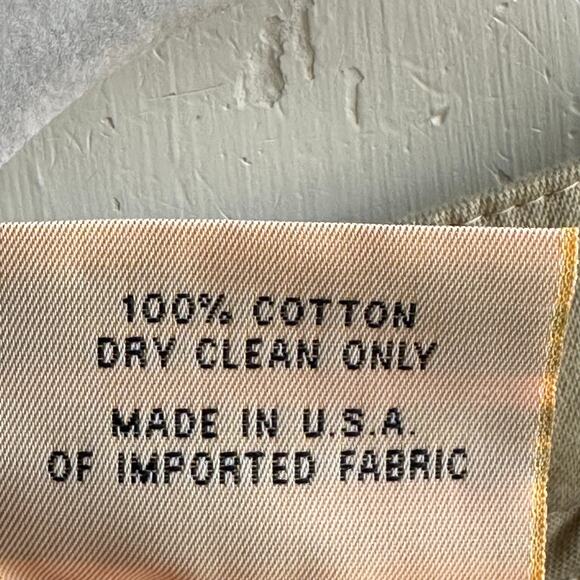 100% COTTON
DRY CLEAN ONLY
MADE IN U.S.A.
OF IMPORTED FABRIC